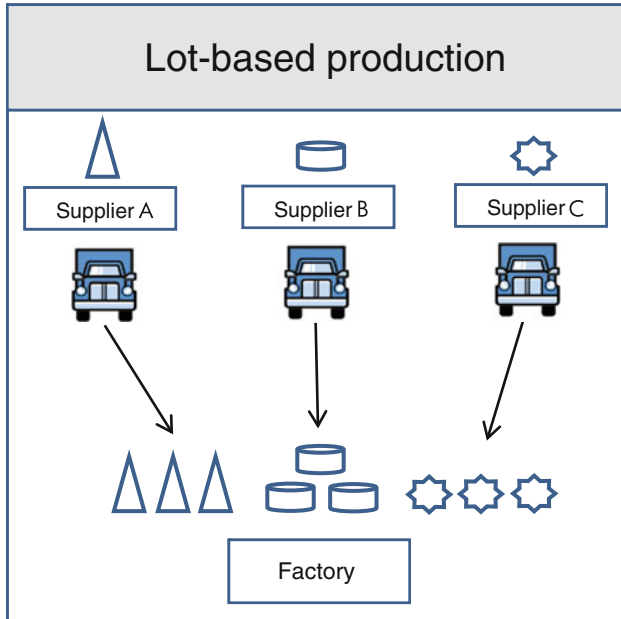 Lot-based production
Supplier A
Supplier B
Supplier C
Factory